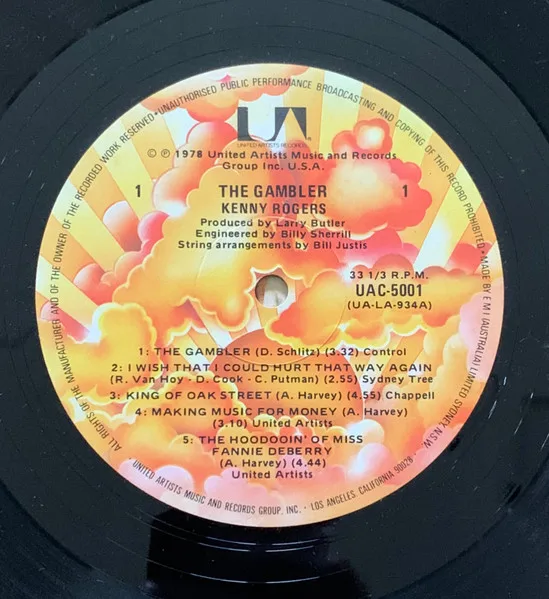 ALL RIGHTS OF THE MANUFACTURER AND OF THE OWNER OF THE RECORDED WORK RESERVED • UNAUTHORISED PUBLIC PERFORMANCE BROADCASTING AND COPYING OF THIS RECORD PROHIBITED • MADE BY E M I (AUSTRALIA) LIMITED SYDNEY, N.S.W.
UA®
UNITED ARTISTS RECORDS
© ℗ 1978 United Artists Music and Records
Group Inc. U.S.A.
1 THE GAMBLER 1
KENNY ROGERS
Produced by Larry Butler
Engineered by Billy Sherrill
String arrangements by Bill Justis
33 1/3 R.P.M.
UAC-5001
(UA-LA-934A)
1: THE GAMBLER (D. Schlitz) (3.32) Control
2: I WISH THAT I COULD HURT THAT WAY AGAIN
(R. Van Hoy - D. Cook - C. Putman) (2.55) Sydney Tree
3: KING OF OAK STREET (A. Harvey) (4.55) Chappell
4: MAKING MUSIC FOR MONEY (A. Harvey)
(3.10) United Artists
5: THE HOODOOIN' OF MISS
FANNIE DEBERRY
(A. Harvey) (4.44)
United Artists
UNITED ARTISTS MUSIC AND RECORDS GROUP, INC. • LOS ANGELES, CALIFORNIA 90028 •